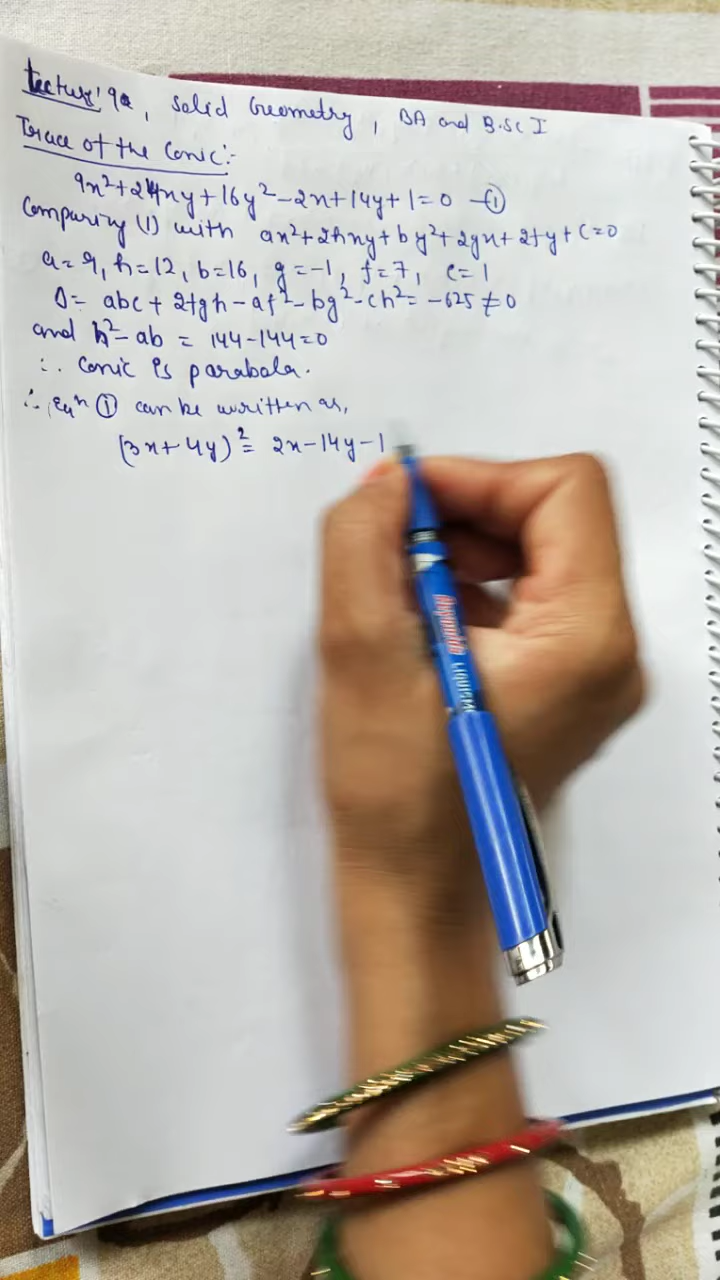 Lecture: 9a, Solid Geometry, BA and B.Sc I
Trace of the Conic:-
9x²+24xy+16y²-2x+14y+1=0 -①
Comparing (1) with ax²+2hxy+by²+2gx+2fy+c=0
a=9, h=12, b=16, g=-1, f=7, c=1
Δ= abc+2fgh-af²-bg²-ch²= -625≠0
and h²-ab = 144-144=0
∴ Conic is parabola.
∴ Eqⁿ ① can be written as,
(3x+4y)²= 2x-14y-1
Reynolds